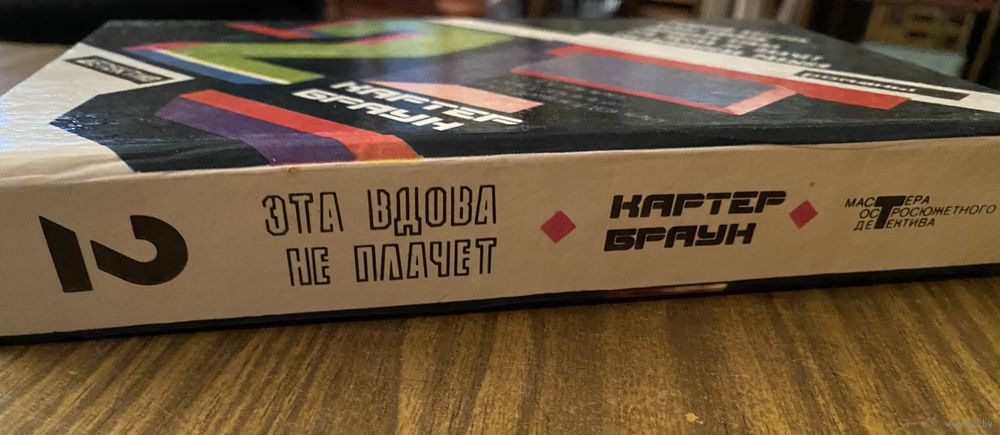 КАРТЕР
БРАУН
2
ЭТА ВДОВА
НЕ ПЛАЧЕТ
КАРТЕР
БРАУН
МАСТЕРА
ОСТРОСЮЖЕТНОГО
ДЕТЕКТИВА